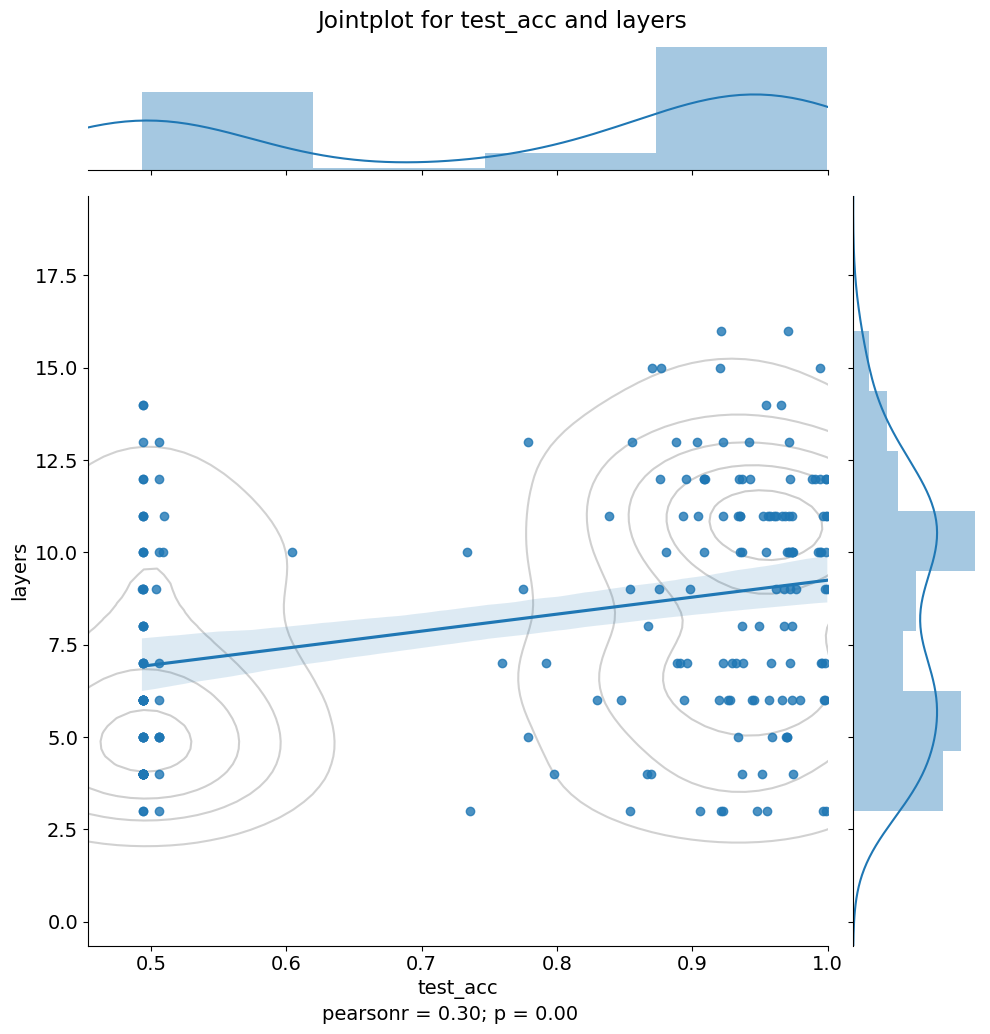 Jointplot for test_acc and layers
17.5
15.0
12.5
10.0
7.5
5.0
2.5
0.0
layers
0.5 0.6 0.7 0.8 0.9 1.0
test_acc
pearsonr = 0.30; p = 0.00